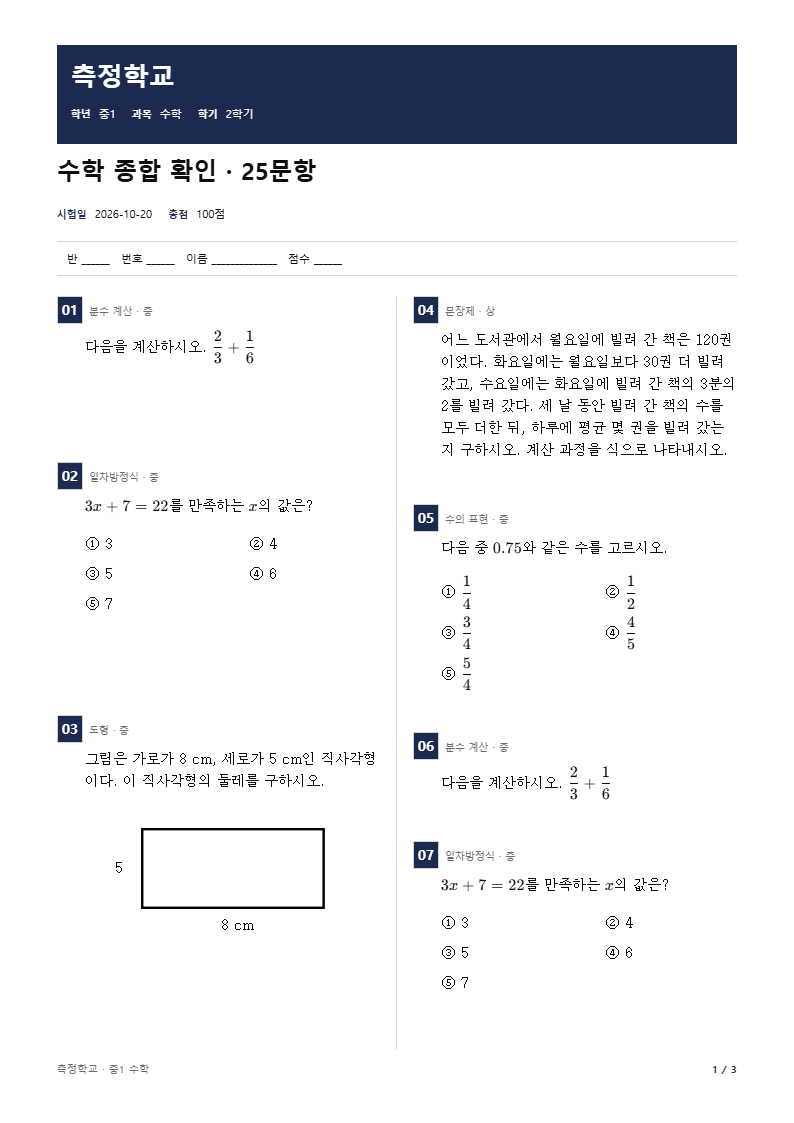 측정학교
학년 중1 과목 수학 학기 2학기
수학 종합 확인 · 25문항
시험일 2026-10-20 총점 100점
반 ______ 번호 ______ 이름 ______________ 점수 ______
01 분수 계산 · 중
다음을 계산하시오. 2/3 + 1/6
02 일차방정식 · 중
3x + 7 = 22를 만족하는 x의 값은?
① 3 ② 4
③ 5 ④ 6
⑤ 7
03 도형 · 중
그림은 가로가 8 cm, 세로가 5 cm인 직사각형
이다. 이 직사각형의 둘레를 구하시오.
5
8 cm
04 문장제 · 상
어느 도서관에서 월요일에 빌려 간 책은 120권
이었다. 화요일에는 월요일보다 30권 더 빌려
갔고, 수요일에는 화요일에 빌려 간 책의 3분의
2를 빌려 갔다. 세 날 동안 빌려 간 책의 수를
모두 더한 뒤, 하루에 평균 몇 권을 빌려 갔는
지 구하시오. 계산 과정을 식으로 나타내시오.
05 수의 표현 · 중
다음 중 0.75와 같은 수를 고르시오.
① 1/4 ② 1/2
③ 3/4 ④ 4/5
⑤ 5/4
06 분수 계산 · 중
다음을 계산하시오. 2/3 + 1/6
07 일차방정식 · 중
3x + 7 = 22를 만족하는 x의 값은?
① 3 ② 4
③ 5 ④ 6
⑤ 7
측정학교 · 중1 수학
1 / 3